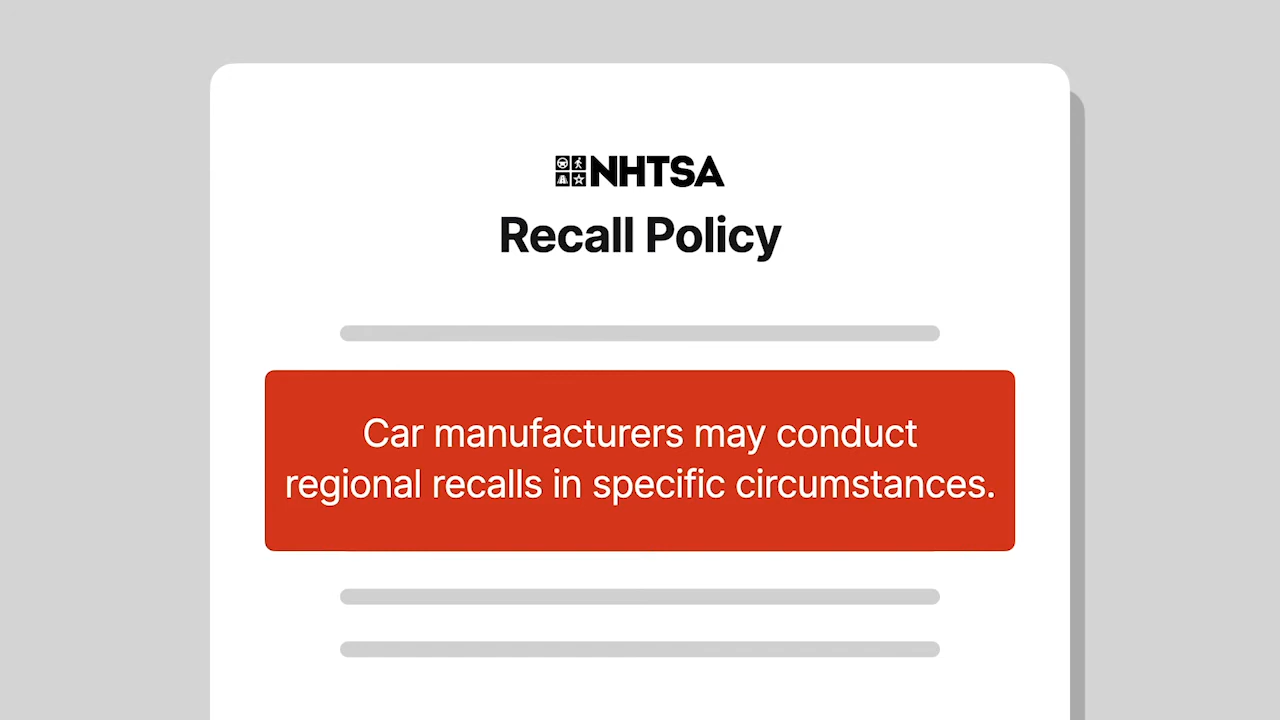 NHTSA
Recall Policy
Car manufacturers may conduct
regional recalls in specific circumstances.